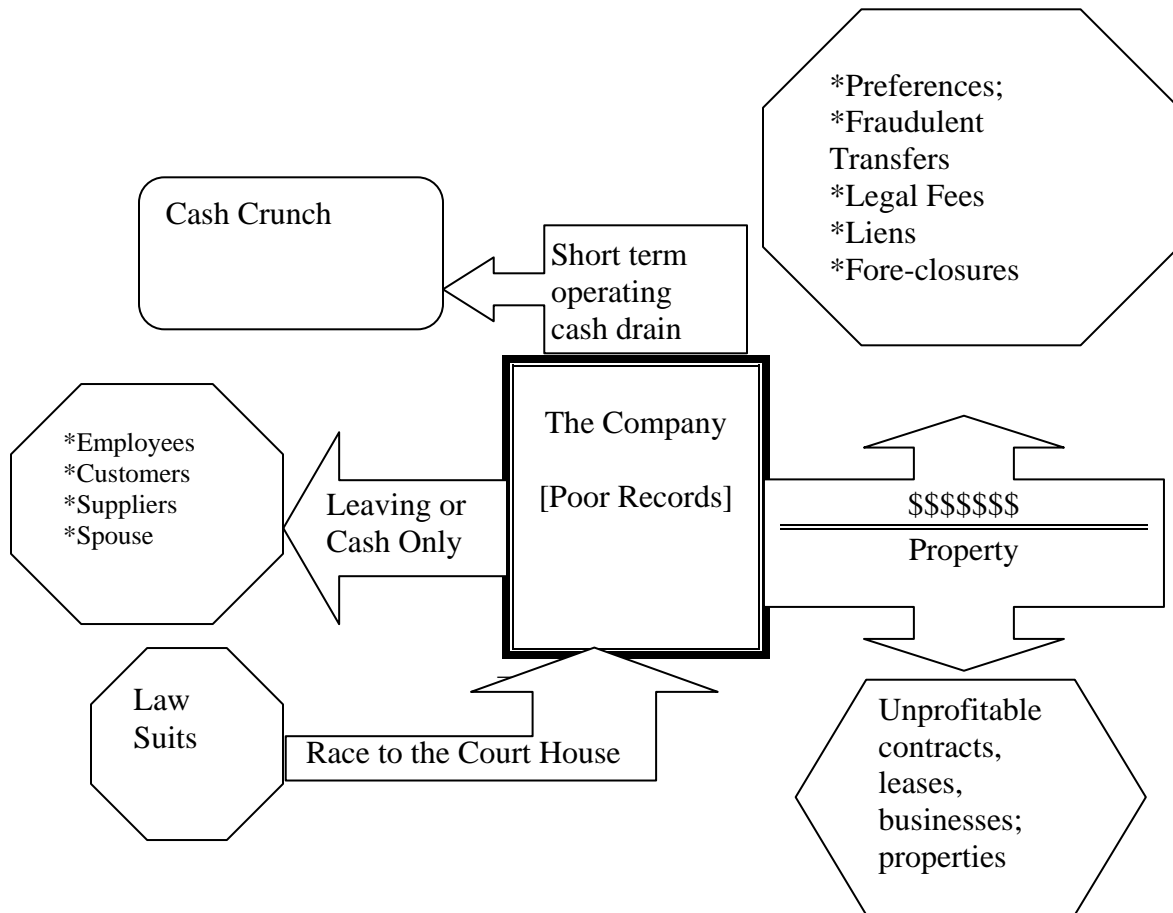 *Preferences;
*Fraudulent
Transfers
*Legal Fees
*Liens
*Fore-closures
Cash Crunch
Short term
operating
cash drain
The Company
[Poor Records]
*Employees
*Customers
*Suppliers
*Spouse
Leaving or
Cash Only
$$$$$$$
Property
Law
Suits
Race to the Court House
Unprofitable
contracts,
leases,
businesses;
properties